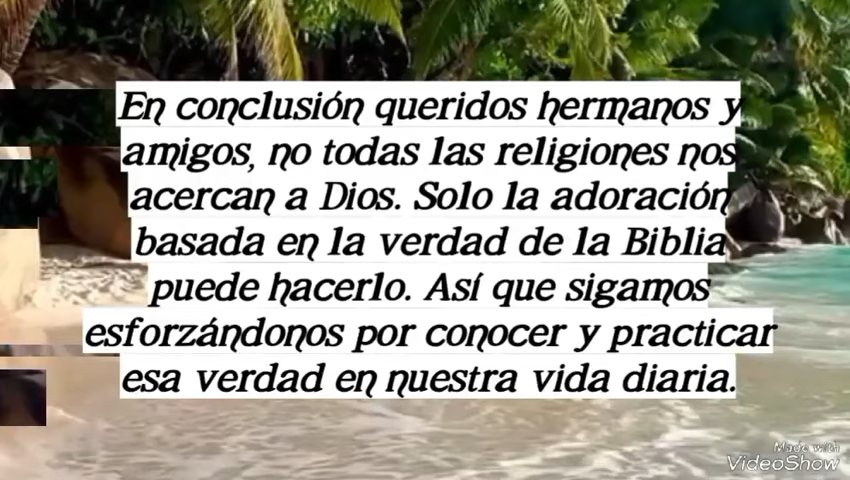 En conclusión queridos hermanos y
amigos, no todas las religiones nos
acercan a Dios. Solo la adoración
basada en la verdad de la Biblia
puede hacerlo. Así que sigamos
esforzándonos por conocer y practicar
esa verdad en nuestra vida diaria.
Made with
VideoShow